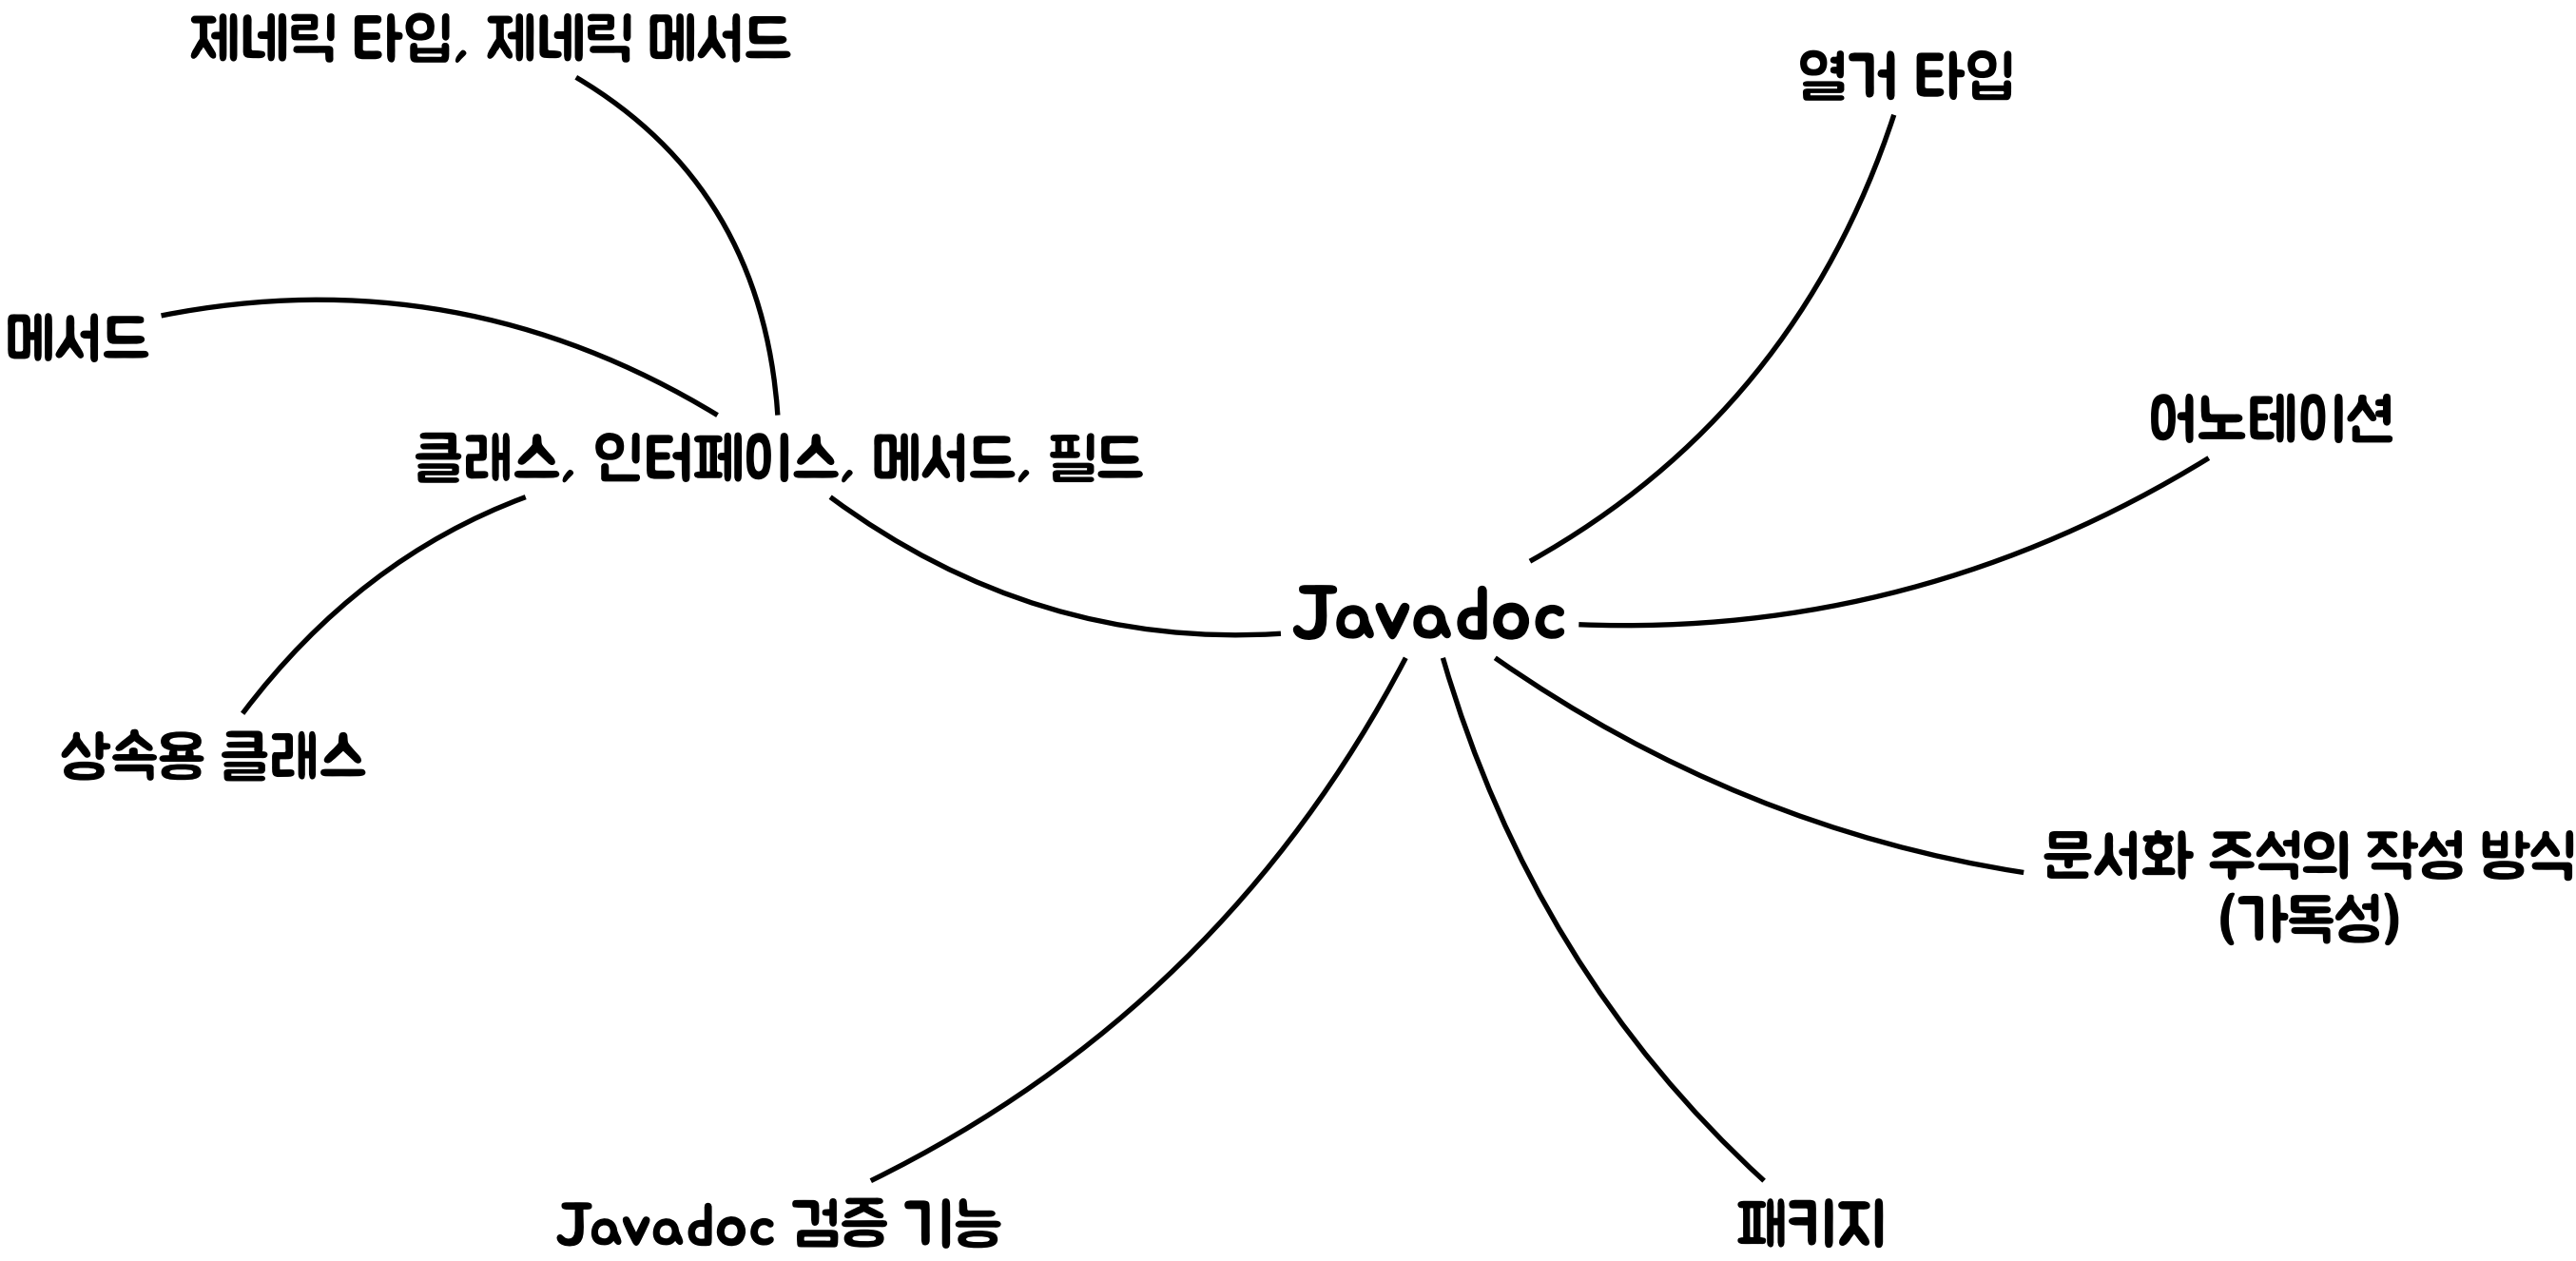 제네릭 타입, 제네릭 메서드
열거 타입
메서드
어노테이션
클래스, 인터페이스, 메서드, 필드
Javadoc
상속용 클래스
문서화 주석의 작성 방식
(가독성)
Javadoc 검증 기능
패키지